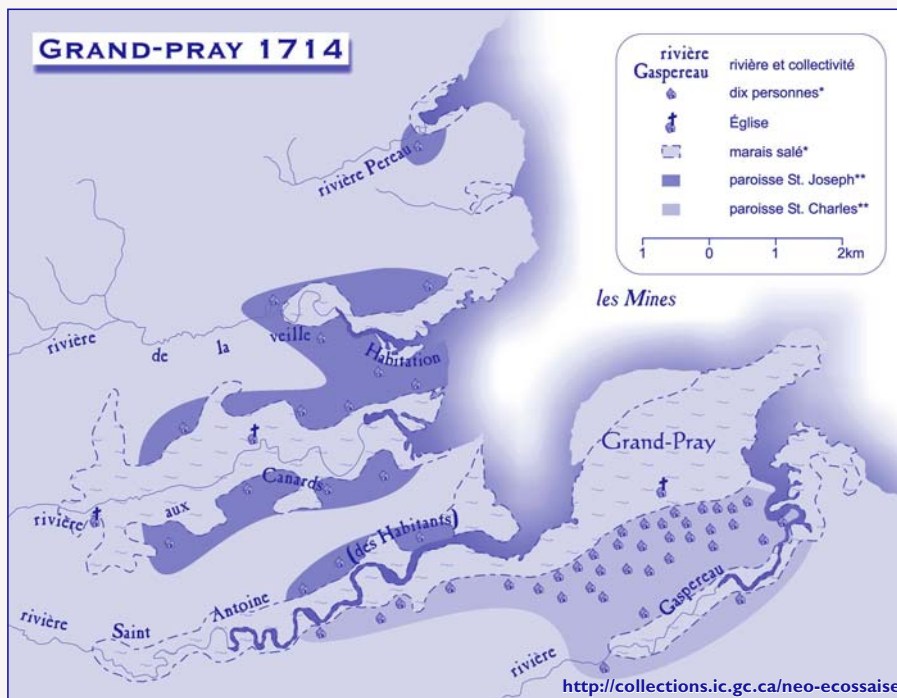 GRAND-PRAY 1714
rivière
Gaspereau
rivière et collectivité
dix personnes*
Église
marais salé*
paroisse St. Joseph**
paroisse St. Charles**
1 0 2km
rivière Pereau
les Mines
rivière de la veille Habitation
Grand-Pray
rivière aux Canards
(des Habitants)
rivière Saint Antoine
rivière Gaspereau
http://collections.ic.gc.ca/neo-ecossaise